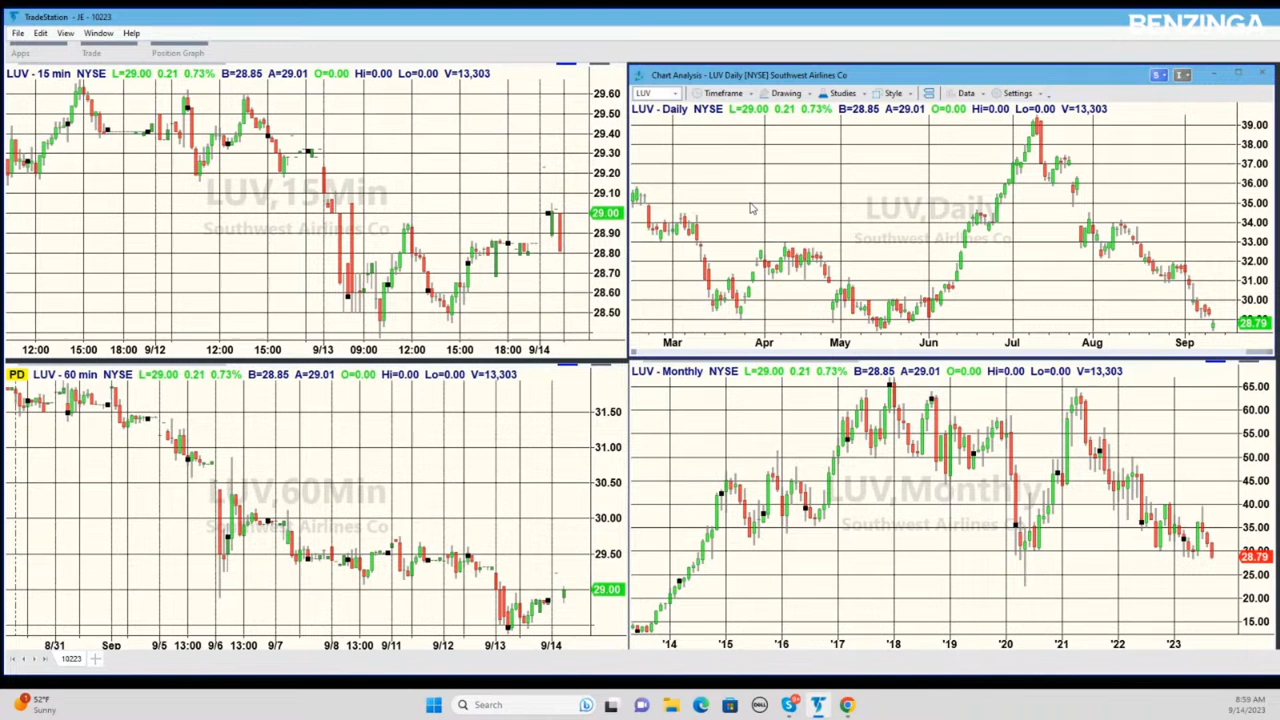 TradeStation - JE - 10223
BENZINGA
File Edit View Window Help
Apps Trade Position Graph
LUV - 15 min NYSE L=29.00 0.21 0.73% B=28.85 A=29.01 O=0.00 Hi=0.00 Lo=0.00 V=13,303
29.60
29.40
29.30
29.20
29.10
29.00
28.90
28.80
28.70
28.60
28.50
LUV,15Min
Southwest Airlines Co
12:00 15:00 18:00 9/12 12:00 15:00 9/13 09:00 12:00 15:00 18:00 9/14
Chart Analysis - LUV Daily [NYSE] Southwest Airlines Co
LUV Timeframe Drawing Studies Style Data Settings
LUV - Daily NYSE L=29.00 0.21 0.73% B=28.85 A=29.01 O=0.00 Hi=0.00 Lo=0.00 V=13,303
39.00
37.00
36.00
34.00
33.00
31.00
30.00
28.79
LUV,Daily
Southwest Airlines Co
Mar Apr May Jun Jul Aug Sep
PD LUV - 60 min NYSE L=29.00 0.21 0.73% B=28.85 A=29.01 O=0.00 Hi=0.00 Lo=0.00 V=13,303
31.50
31.00
30.50
30.00
29.50
29.00
LUV,60Min
Southwest Airlines Co
8/31 Sep 9/5 13:00 9/6 13:00 9/7 9/8 13:00 9/11 9/12 9/13 13:00 9/14
LUV - Monthly NYSE L=29.00 0.21 0.73% B=28.85 A=29.01 O=0.00 Hi=0.00 Lo=0.00 V=13,303
65.00
60.00
55.00
50.00
45.00
40.00
35.00
28.79
25.00
20.00
15.00
LUV,Monthly
Southwest Airlines Co
'14 '15 '16 '17 '18 '19 '20 '21 '22 '23
10223
52°F
Sunny
Search
DELL
8:59 AM
9/14/2023